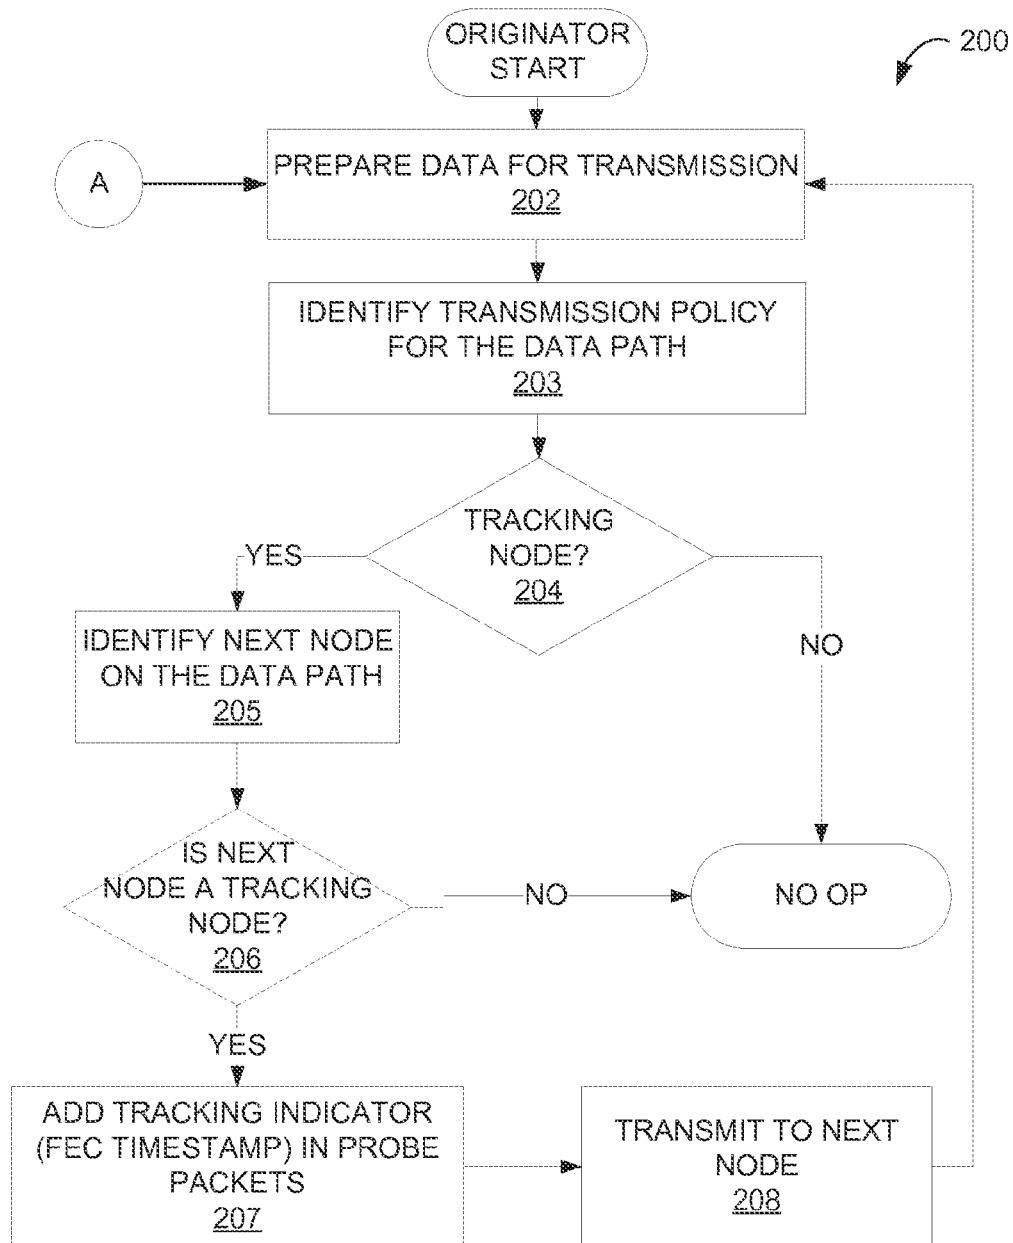 ORIGINATOR
START
200
A
PREPARE DATA FOR TRANSMISSION
202
IDENTIFY TRANSMISSION POLICY
FOR THE DATA PATH
203
TRACKING
NODE?
204
YES
NO
IDENTIFY NEXT NODE
ON THE DATA PATH
205
IS NEXT
NODE A TRACKING
NODE?
206
NO
NO OP
YES
ADD TRACKING INDICATOR
(FEC TIMESTAMP) IN PROBE
PACKETS
207
TRANSMIT TO NEXT
NODE
208